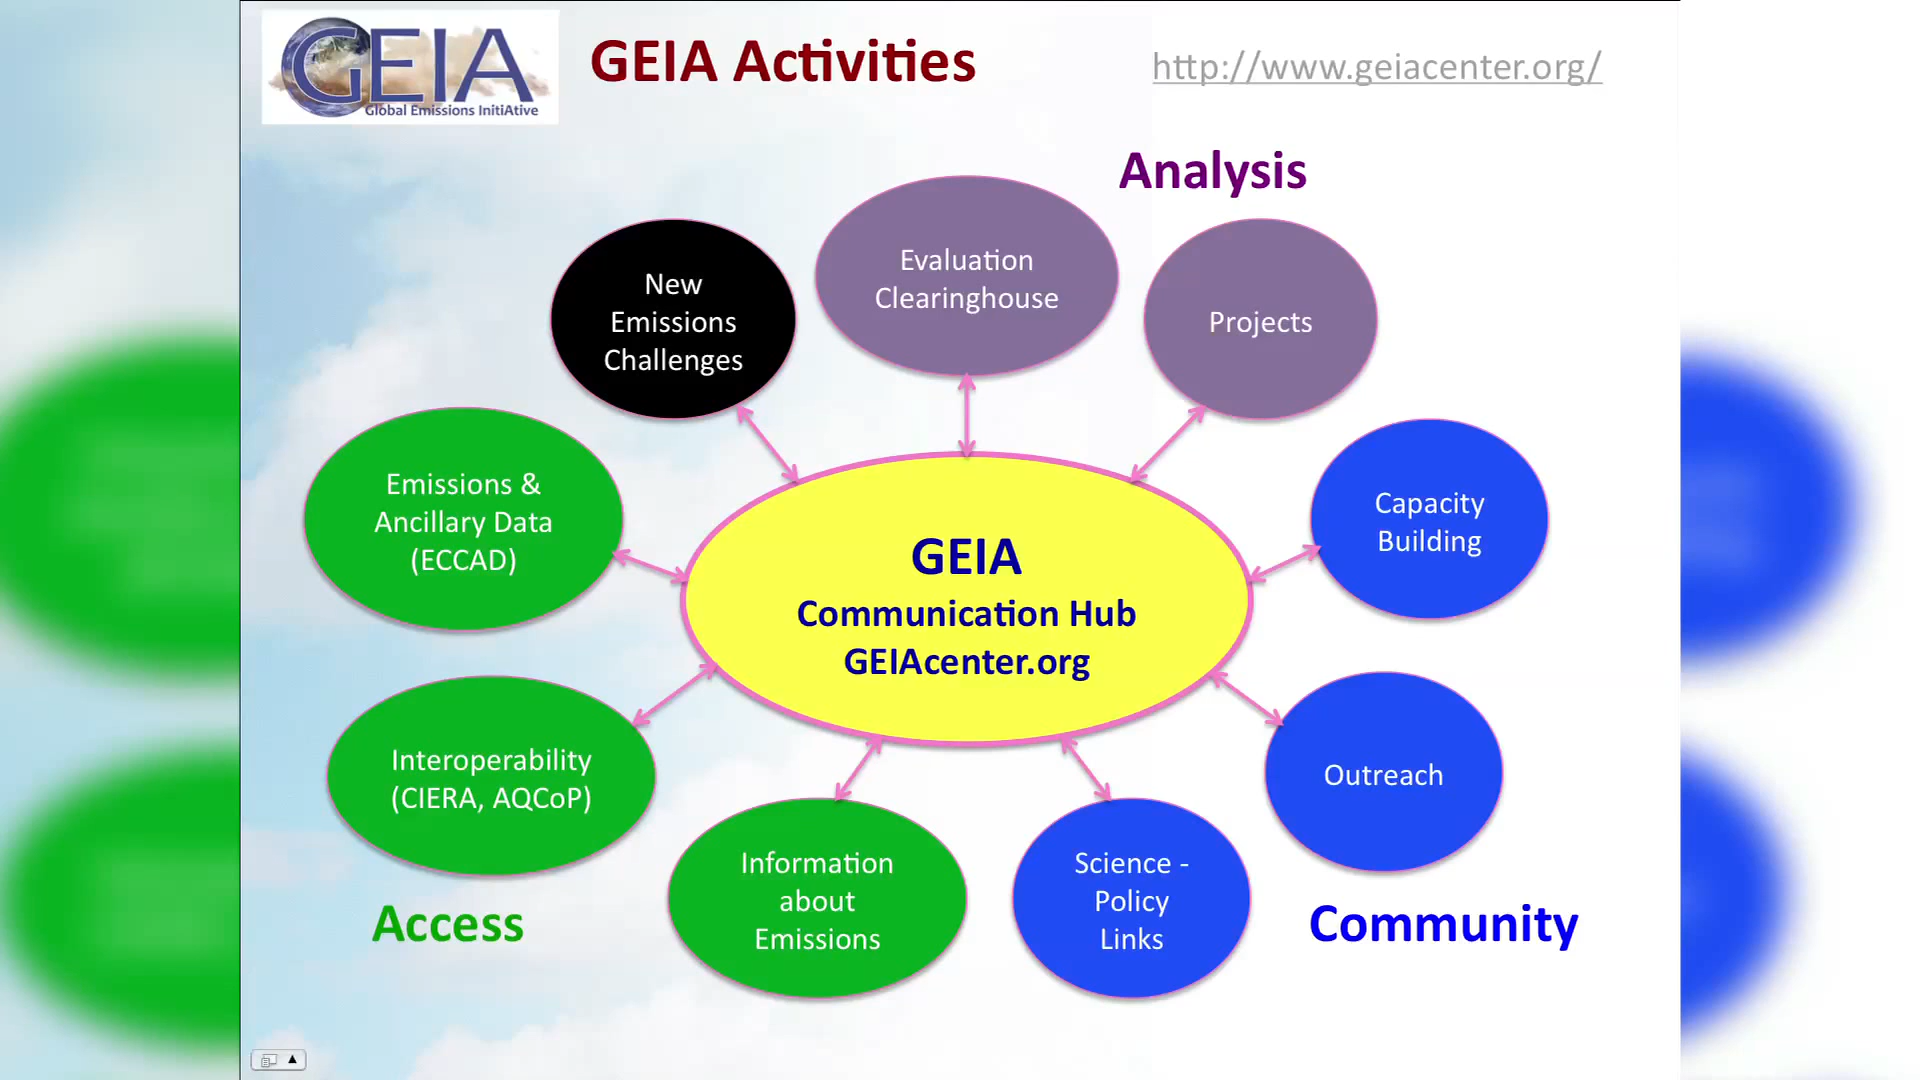 GEIA
Global Emissions InitiAtive
GEIA Activities
http://www.geiacenter.org/
Analysis
New
Emissions
Challenges
Evaluation
Clearinghouse
Projects
Emissions &
Ancillary Data
(ECCAD)
Capacity
Building
GEIA
Communication Hub
GEIAcenter.org
Interoperability
(CIERA, AQCoP)
Outreach
Information
about
Emissions
Science -
Policy
Links
Access
Community